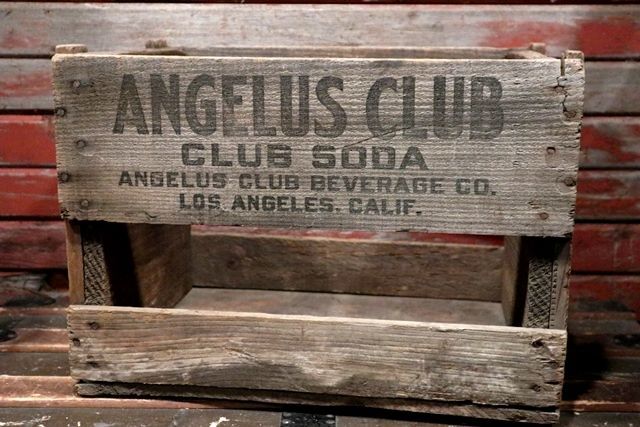 ANGELUS CLUB
CLUB SODA
ANGELUS CLUB BEVERAGE CO.
LOS ANGELES, CALIF.